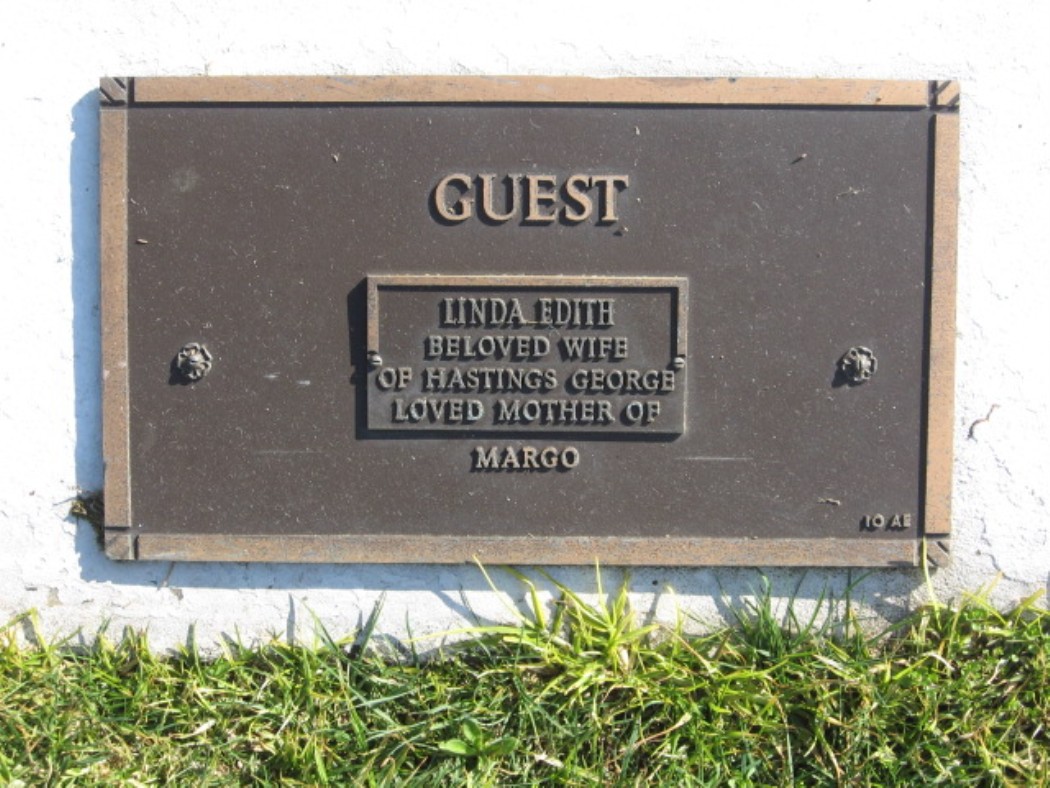 GUEST
LINDA EDITH
BELOVED WIFE
OF HASTINGS GEORGE
LOVED MOTHER OF
MARGO
10 AE